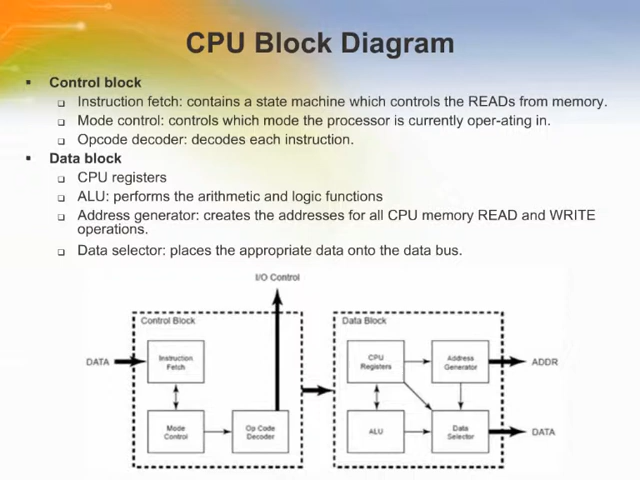 CPU Block Diagram
▪ Control block
❑ Instruction fetch: contains a state machine which controls the READs from memory.
❑ Mode control: controls which mode the processor is currently oper-ating in.
❑ Opcode decoder: decodes each instruction.
▪ Data block
❑ CPU registers
❑ ALU: performs the arithmetic and logic functions
❑ Address generator: creates the addresses for all CPU memory READ and WRITE
operations.
❑ Data selector: places the appropriate data onto the data bus.
I/O Control
Control Block
Data Block
DATA
Instruction
Fetch
CPU
Registers
Address
Generator
ADDR
Mode
Control
Op Code
Decoder
ALU
Data
Selector
DATA